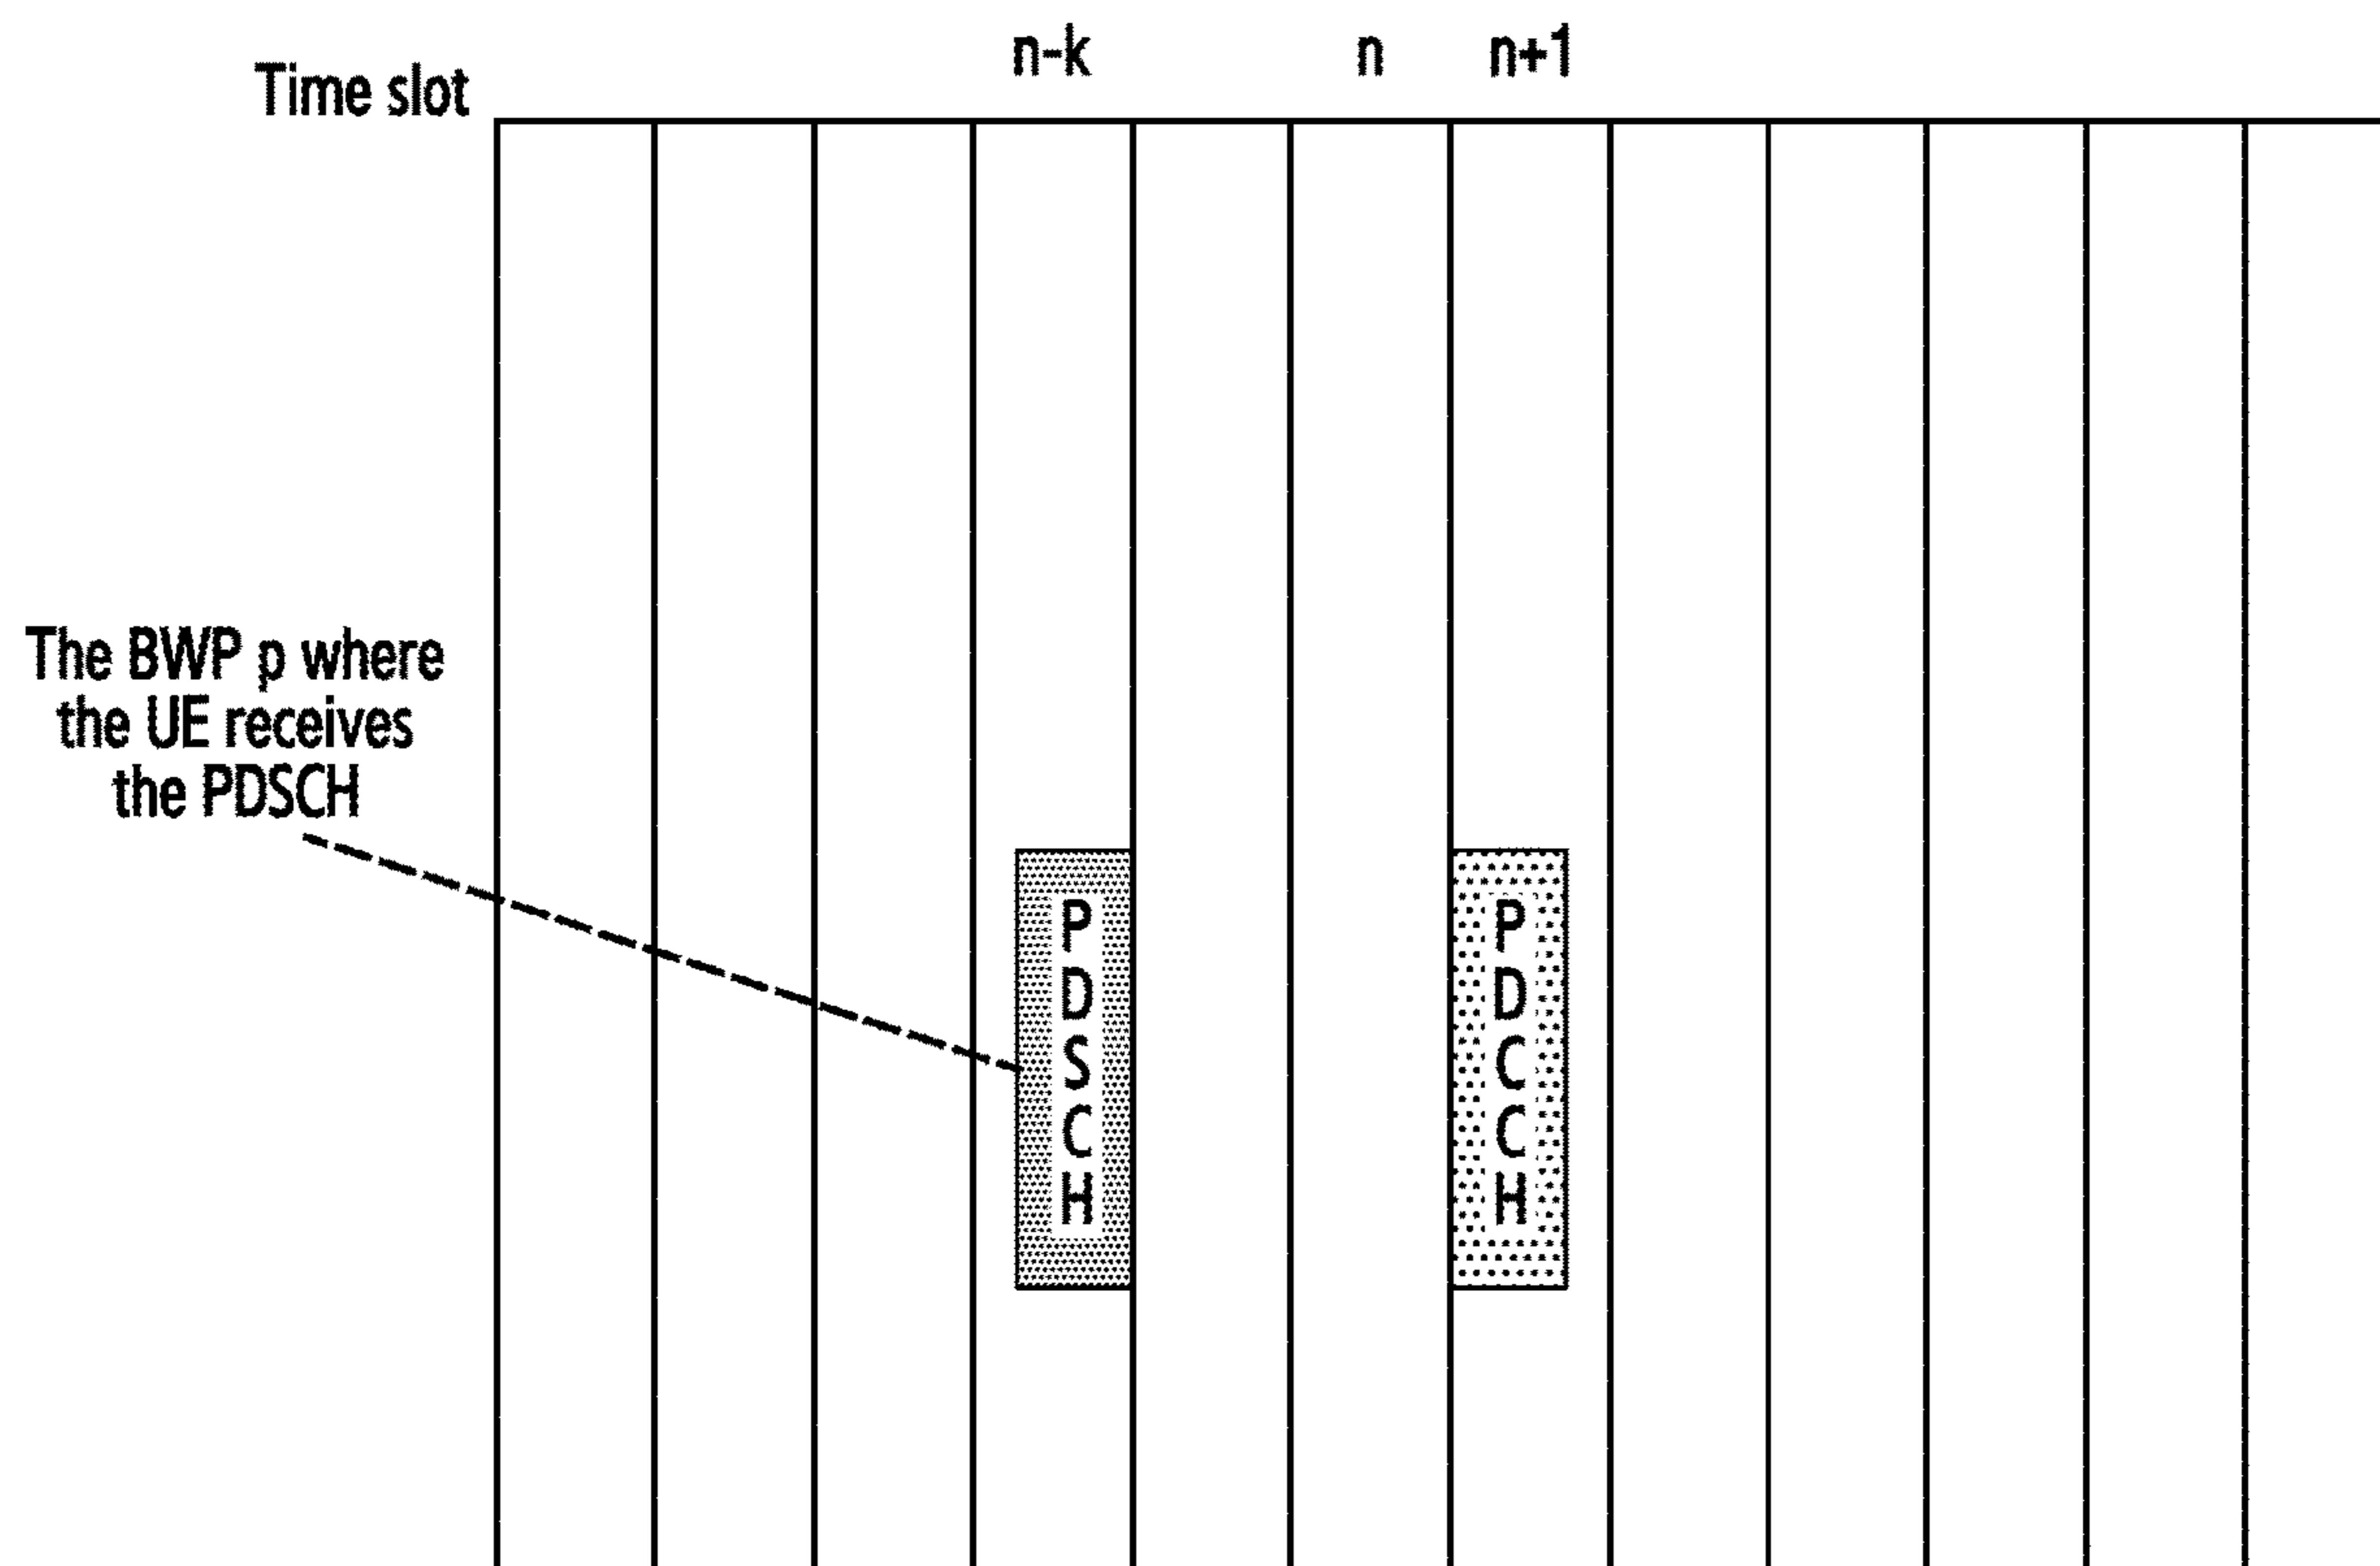 n-k n n+1
Time slot
The BWP p where
the UE receives
the PDSCH
PDSCH
PDCCH